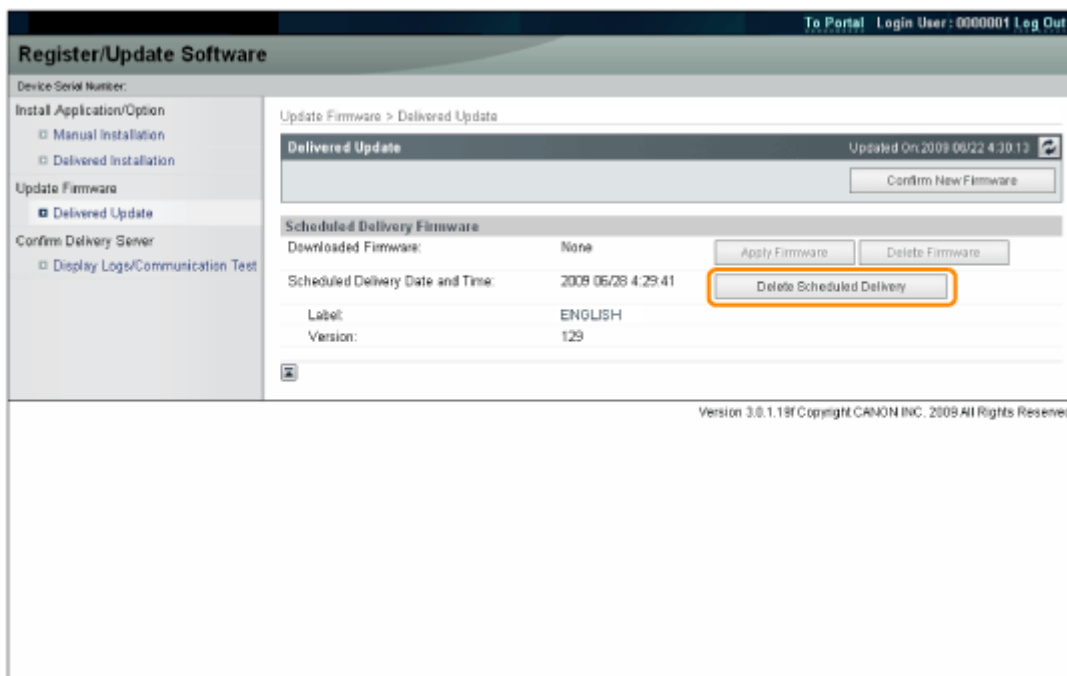 To Portal Login User : 0000001 Log Out
Register/Update Software
Device Serial Number:
Install Application/Option
Manual Installation
Delivered Installation
Update Firmware
Delivered Update
Confirm Delivery Server
Display Logs/Communication Test
Update Firmware > Delivered Update
Delivered Update Updated On:2009 06/22 4:30:13
Confirm New Firmware
Scheduled Delivery Firmware
Downloaded Firmware: None Apply Firmware Delete Firmware
Scheduled Delivery Date and Time: 2009 06/28 4:29:41 Delete Scheduled Delivery
Label: ENGLISH
Version: 129
Version 3.0.1.19f Copyright CANON INC. 2009 All Rights Reserved